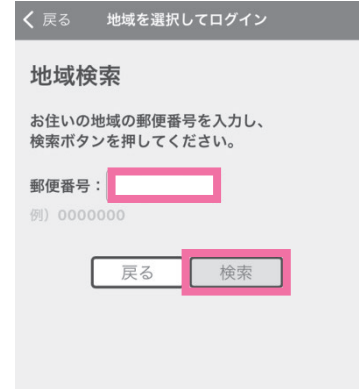 戻る 地域を選択してログイン
地域検索
お住いの地域の郵便番号を入力し、
検索ボタンを押してください。
郵便番号：
例）0000000
戻る 検索